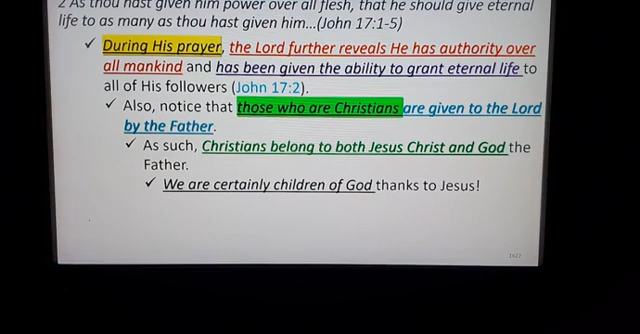 2 As thou hast given him power over all flesh, that he should give eternal
life to as many as thou hast given him...(John 17:1-5)
✓ During His prayer, the Lord further reveals He has authority over
all mankind and has been given the ability to grant eternal life to
all of His followers (John 17:2).
✓ Also, notice that those who are Christians are given to the Lord
by the Father.
✓ As such, Christians belong to both Jesus Christ and God the
Father.
✓ We are certainly children of God thanks to Jesus!
1622